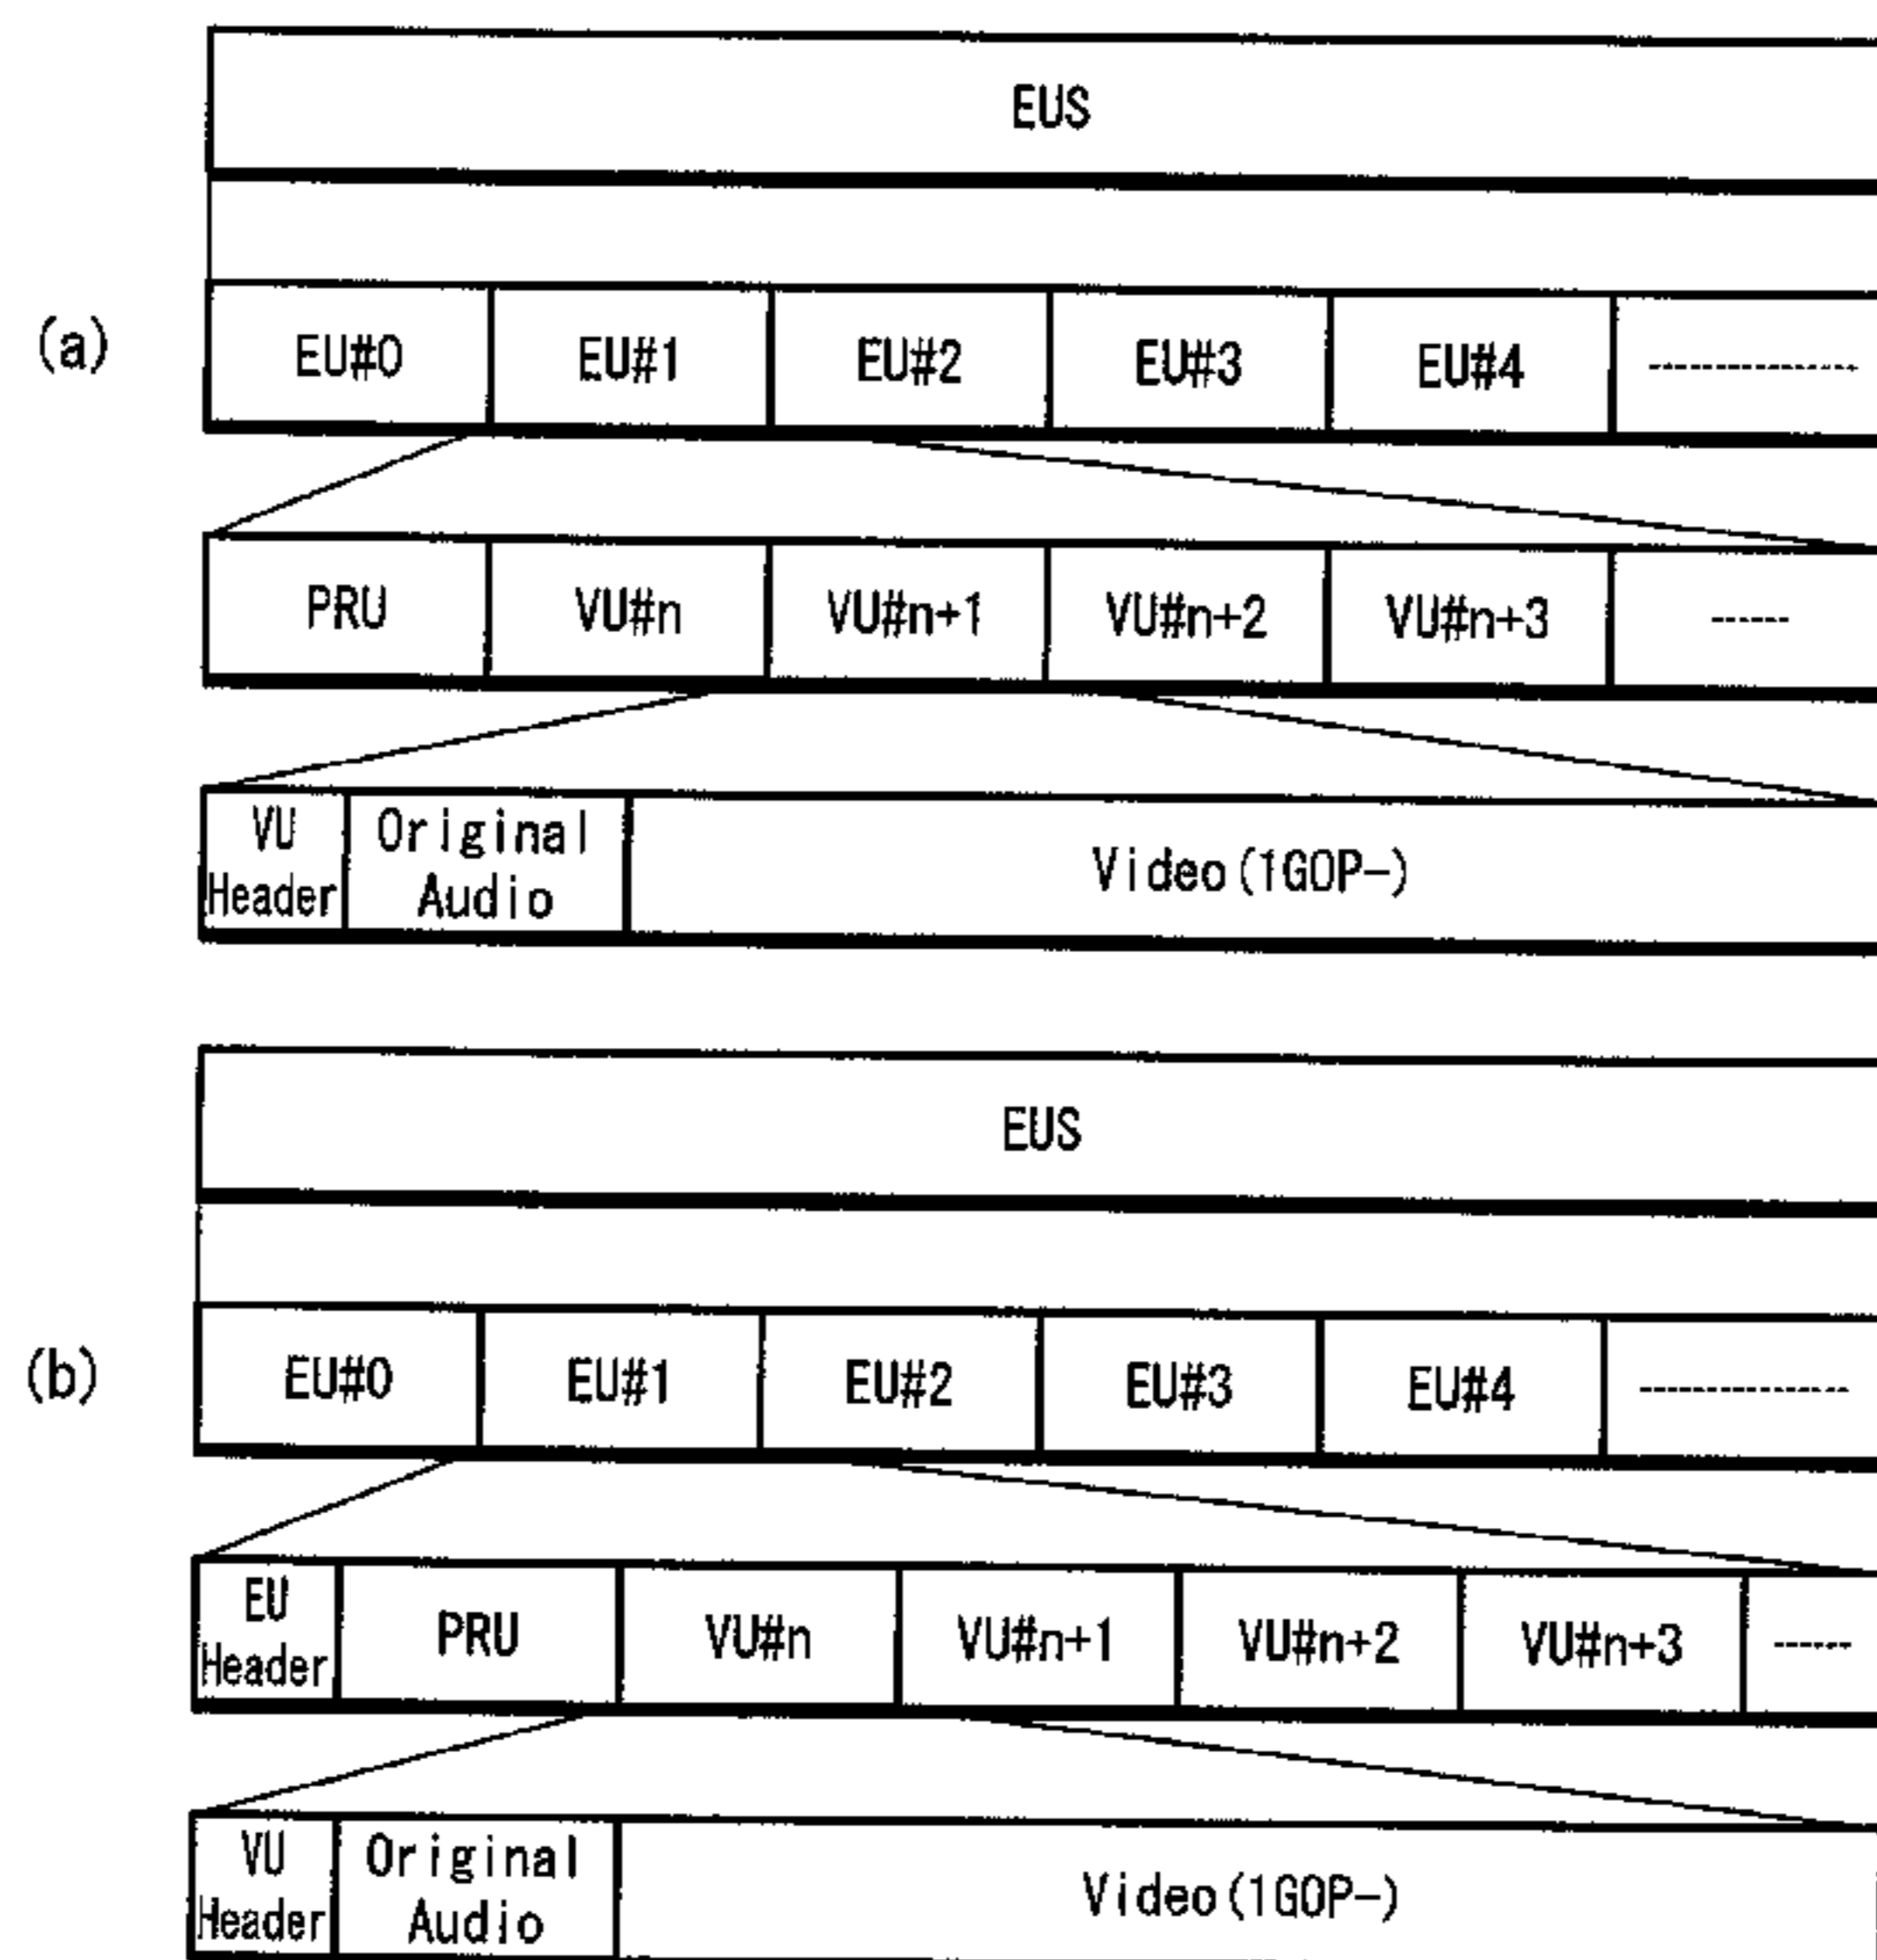 EUS
(a)
EU#0 EU#1 EU#2 EU#3 EU#4 ----------
PRU VU#n VU#n+1 VU#n+2 VU#n+3 -----
VU Header Original Audio Video(1GOP-)
EUS
(b)
EU#0 EU#1 EU#2 EU#3 EU#4 ----------
EU Header PRU VU#n VU#n+1 VU#n+2 VU#n+3 -----
VU Header Original Audio Video(1GOP-)